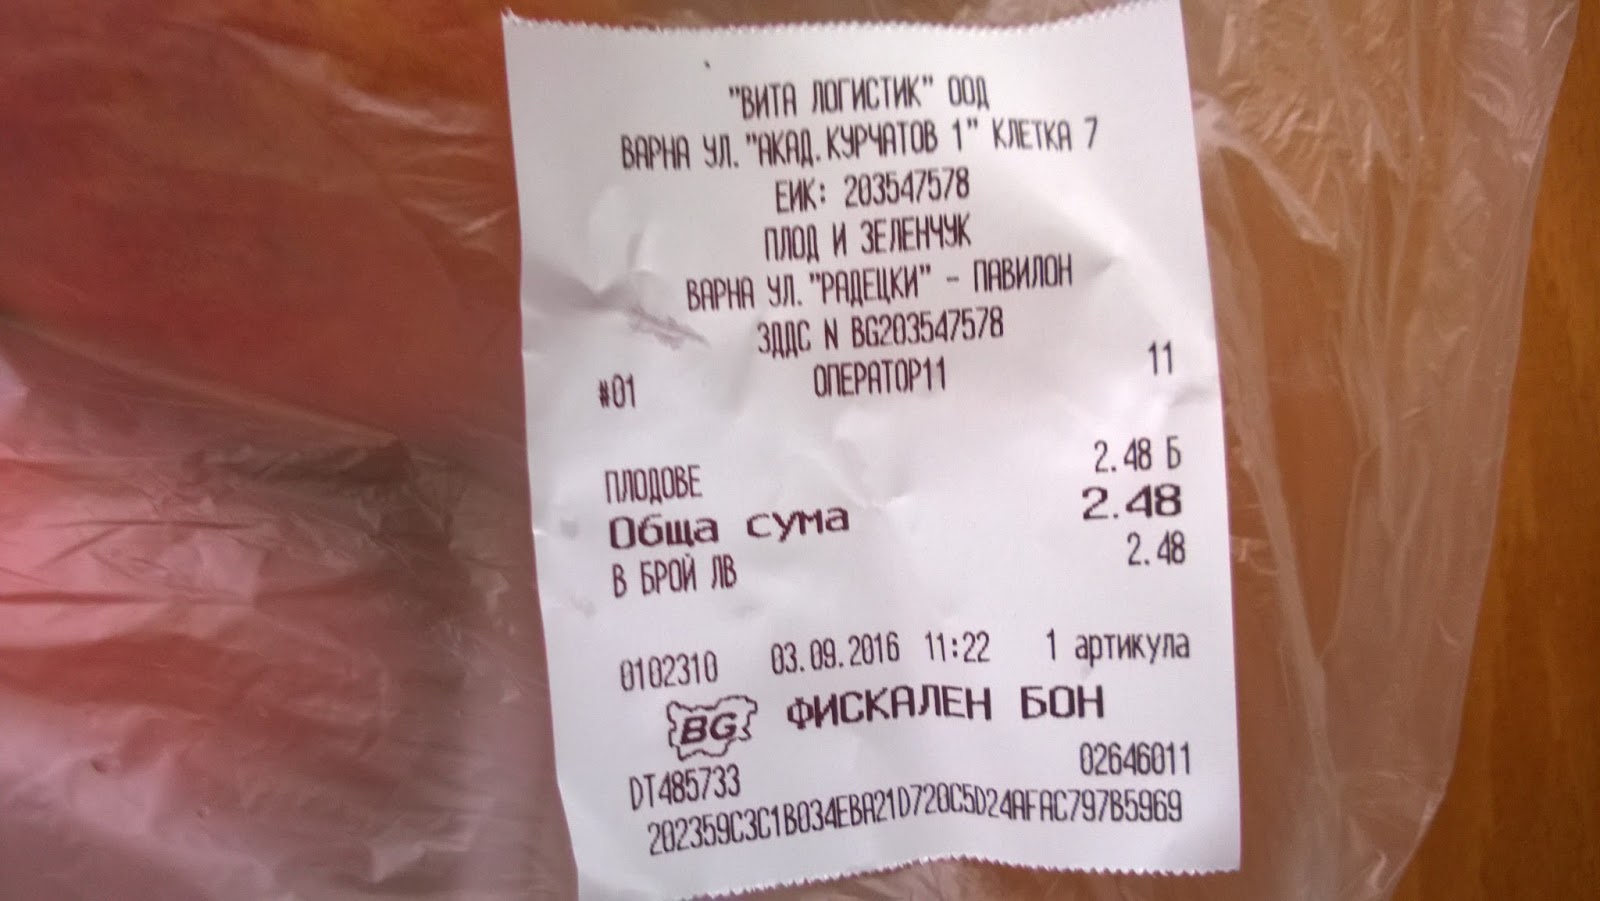 "ВИТА ЛОГИСТИК" ООД
ВАРНА УЛ."АКАД.КУРЧАТОВ 1" КЛЕТКА 7
ЕИК: 203547578
ПЛОД И ЗЕЛЕНЧУК
ВАРНА УЛ."РАДЕЦКИ" - ПАВИЛОН
ЗДДС N BG203547578
#01 ОПЕРАТОР11 11
ПЛОДОВЕ 2.48 Б
Обща сума 2.48
В БРОЙ ЛВ 2.48
0102310 03.09.2016 11:22 1 артикула
BG ФИСКАЛЕН БОН
DT485733 02646011
202359C3C1B034EBA21D720C5D24AFAC797B5969